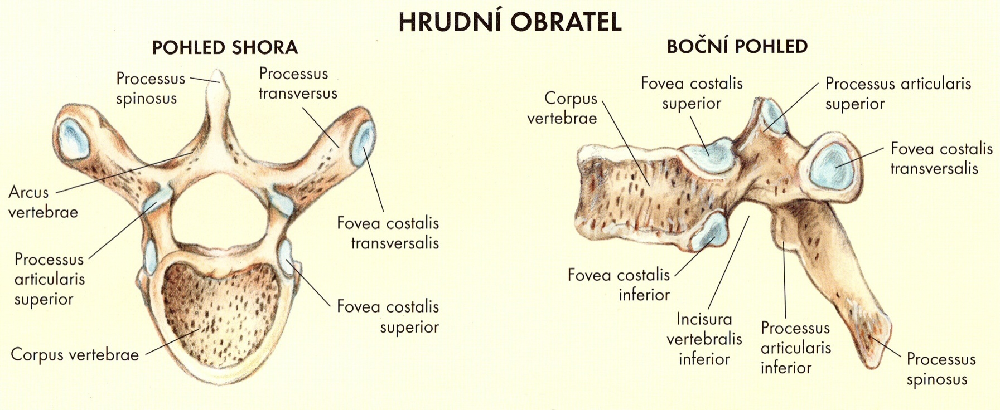 HRUDNÍ OBRATEL
POHLED SHORA
Processus
spinosus
Processus
transversus
Arcus
vertebrae
Processus
articularis
superior
Corpus vertebrae
Fovea costalis
transversalis
Fovea costalis
superior
BOČNÍ POHLED
Corpus
vertebrae
Fovea costalis
superior
Processus articularis
superior
Fovea costalis
transversalis
Fovea costalis
inferior
Incisura
vertebralis
inferior
Processus
articularis
inferior
Processus
spinosus